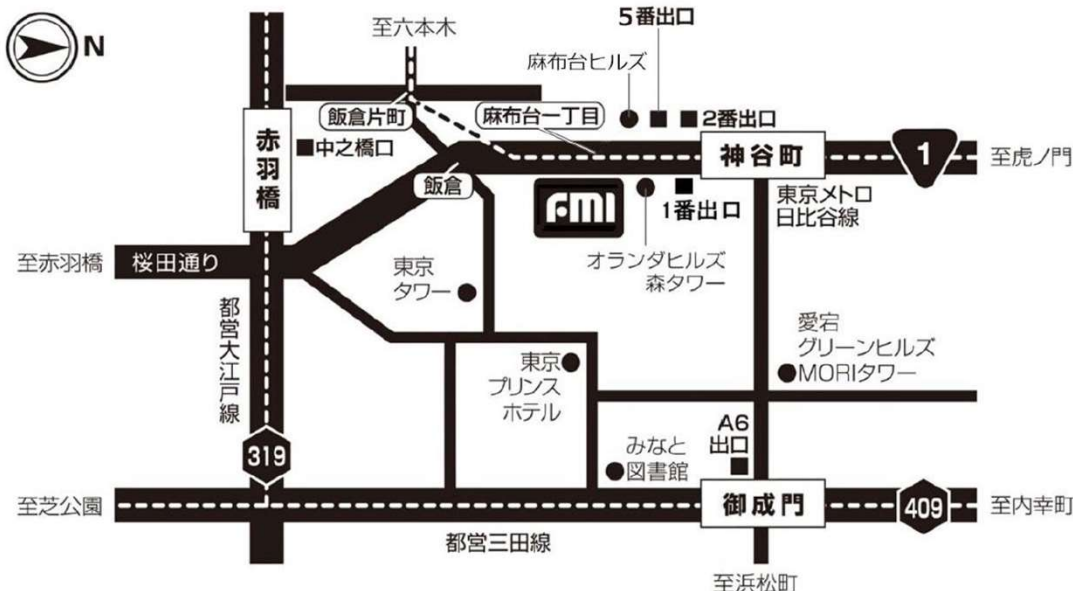 N
至六本木
5番出口
麻布台ヒルズ
飯倉片町
麻布台一丁目
2番出口
赤羽橋
中之橋口
神谷町
1
至虎ノ門
飯倉
FMI
1番出口
東京メトロ
日比谷線
至赤羽橋
桜田通り
東京
タワー
オランダヒルズ
森タワー
都営大江戸線
愛宕
グリーンヒルズ
MORIタワー
東京
プリンス
ホテル
A6
出口
みなと
図書館
319
至芝公園
御成門
409
至内幸町
都営三田線
至浜松町